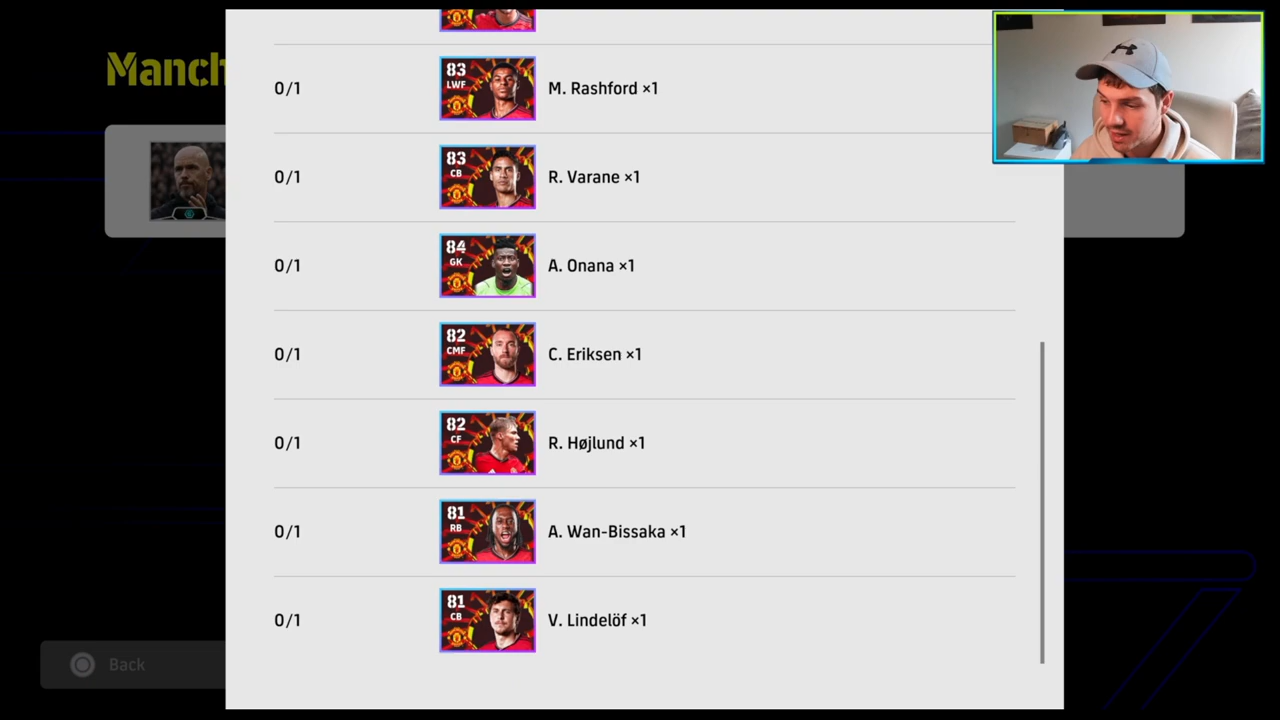 Manch
0/1
83
LWF
M. Rashford ×1
0/1
83
CB
R. Varane ×1
0/1
84
GK
A. Onana ×1
0/1
82
CMF
C. Eriksen ×1
0/1
82
CF
R. Højlund ×1
0/1
81
RB
A. Wan-Bissaka ×1
0/1
81
CB
V. Lindelöf ×1
Back